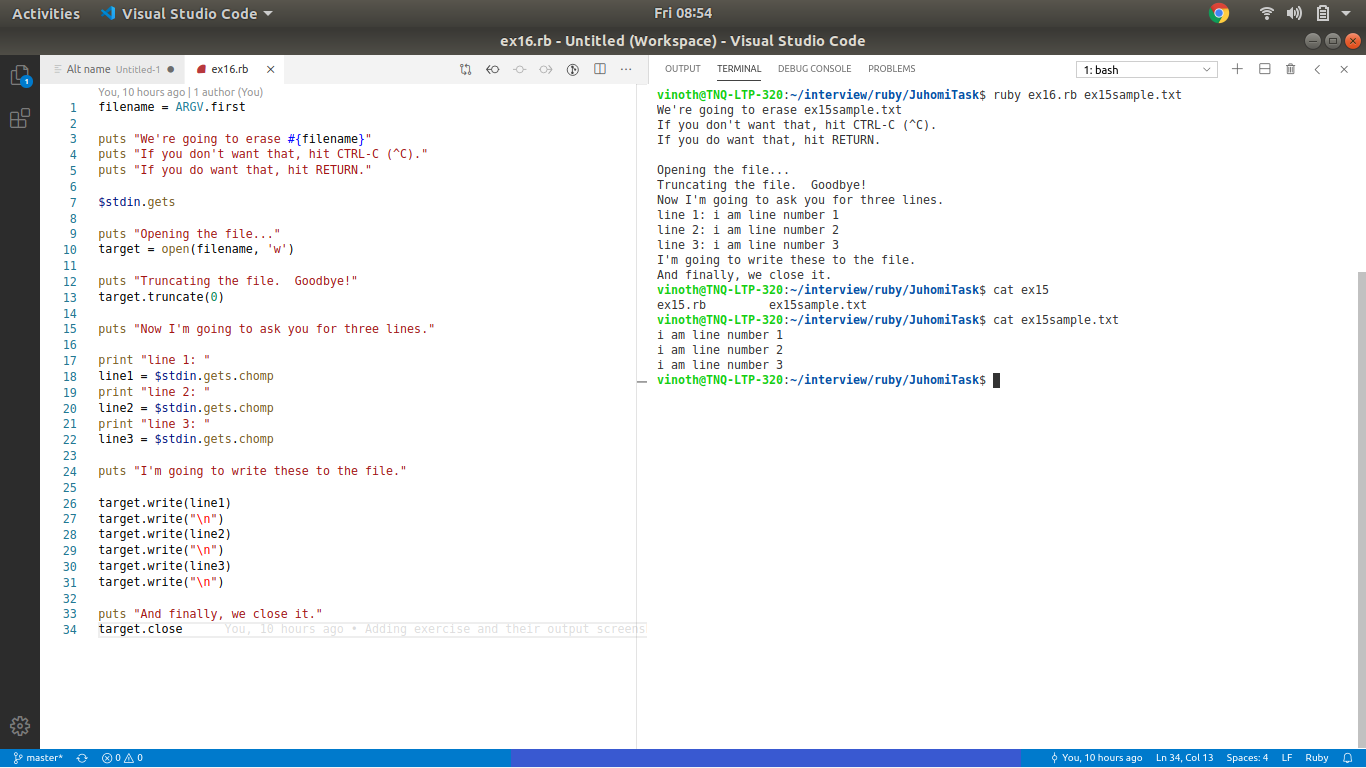 Activities Visual Studio Code Fri 08:54
ex16.rb - Untitled (Workspace) - Visual Studio Code
1
Alt name Untitled-1 ex16.rb
You, 10 hours ago | 1 author (You)
1 filename = ARGV.first
2
3 puts "We're going to erase #{filename}"
4 puts "If you don't want that, hit CTRL-C (^C)."
5 puts "If you do want that, hit RETURN."
6
7 $stdin.gets
8
9 puts "Opening the file..."
10 target = open(filename, 'w')
11
12 puts "Truncating the file.  Goodbye!"
13 target.truncate(0)
14
15 puts "Now I'm going to ask you for three lines."
16
17 print "line 1: "
18 line1 = $stdin.gets.chomp
19 print "line 2: "
20 line2 = $stdin.gets.chomp
21 print "line 3: "
22 line3 = $stdin.gets.chomp
23
24 puts "I'm going to write these to the file."
25
26 target.write(line1)
27 target.write("\n")
28 target.write(line2)
29 target.write("\n")
30 target.write(line3)
31 target.write("\n")
32
33 puts "And finally, we close it."
34 target.close You, 10 hours ago • Adding exercise and their output screens
OUTPUT TERMINAL DEBUG CONSOLE PROBLEMS 1: bash
vinoth@TNQ-LTP-320:~/interview/ruby/JuhomiTask$ ruby ex16.rb ex15sample.txt
We're going to erase ex15sample.txt
If you don't want that, hit CTRL-C (^C).
If you do want that, hit RETURN.
Opening the file...
Truncating the file.  Goodbye!
Now I'm going to ask you for three lines.
line 1: i am line number 1
line 2: i am line number 2
line 3: i am line number 3
I'm going to write these to the file.
And finally, we close it.
vinoth@TNQ-LTP-320:~/interview/ruby/JuhomiTask$ cat ex15
ex15.rb ex15sample.txt
vinoth@TNQ-LTP-320:~/interview/ruby/JuhomiTask$ cat ex15sample.txt
i am line number 1
i am line number 2
i am line number 3
vinoth@TNQ-LTP-320:~/interview/ruby/JuhomiTask$
master* 0 0 You, 10 hours ago Ln 34, Col 13 Spaces: 4 LF Ruby